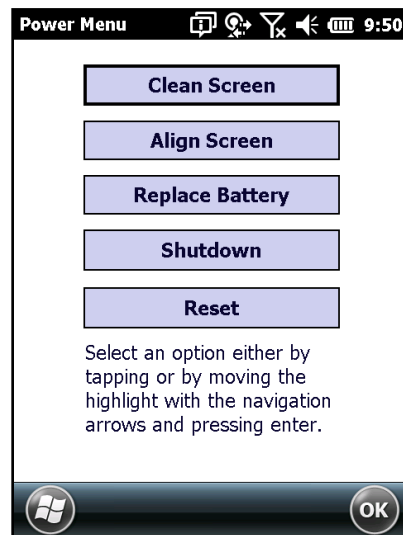 Power Menu 9:50
Clean Screen
Align Screen
Replace Battery
Shutdown
Reset
Select an option either by
tapping or by moving the
highlight with the navigation
arrows and pressing enter.
OK